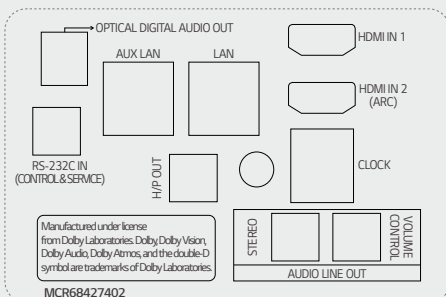 OPTICAL DIGITAL AUDIO OUT
AUX LAN
LAN
HDMI IN 1
HDMI IN 2
(ARC)
RS-232C IN
(CONTROL & SERVICE)
H/P OUT
CLOCK
STEREO
VOLUME
CONTROL
AUDIO LINE OUT
Manufactured under license
from Dolby Laboratories. Dolby, Dolby Vision,
Dolby Audio, Dolby Atmos, and the double-D
symbol are trademarks of Dolby Laboratories.
MCR68427402